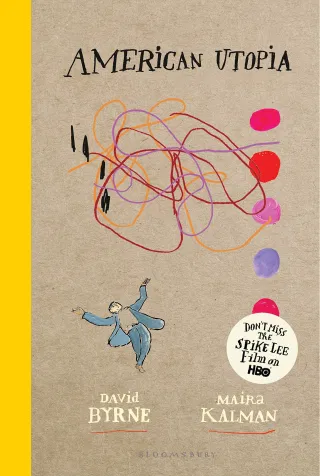 AMERICAN UTOPIA
DON'T MISS
THE
SPIKE LEE
FILM ON
HBO
DAVID
BYRNE
MAIRA
KALMAN
BLOOMSBURY